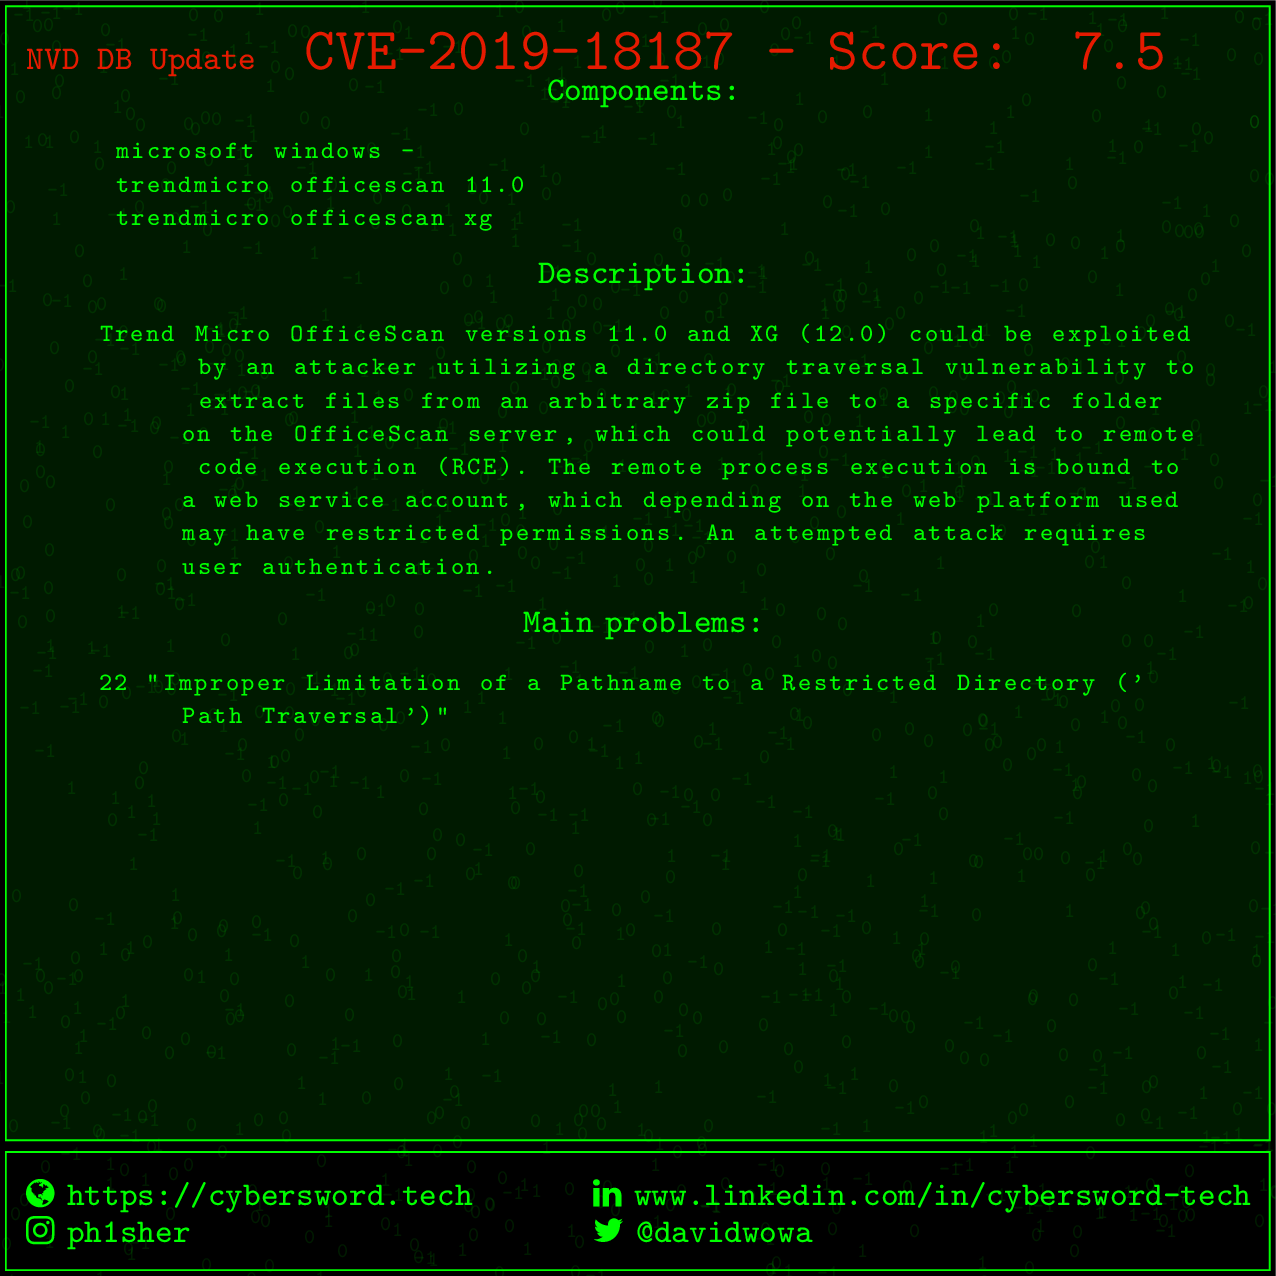 NVD DB Update CVE-2019-18187 - Score: 7.5
Components:
microsoft windows -
trendmicro officescan 11.0
trendmicro officescan xg
Description:
Trend Micro OfficeScan versions 11.0 and XG (12.0) could be exploited
by an attacker utilizing a directory traversal vulnerability to
extract files from an arbitrary zip file to a specific folder
on the OfficeScan server, which could potentially lead to remote
code execution (RCE). The remote process execution is bound to
a web service account, which depending on the web platform used
may have restricted permissions. An attempted attack requires
user authentication.
Main problems:
22 "Improper Limitation of a Pathname to a Restricted Directory ('
Path Traversal')"
https://cybersword.tech
www.linkedin.com/in/cybersword-tech
ph1sher
@davidwowa